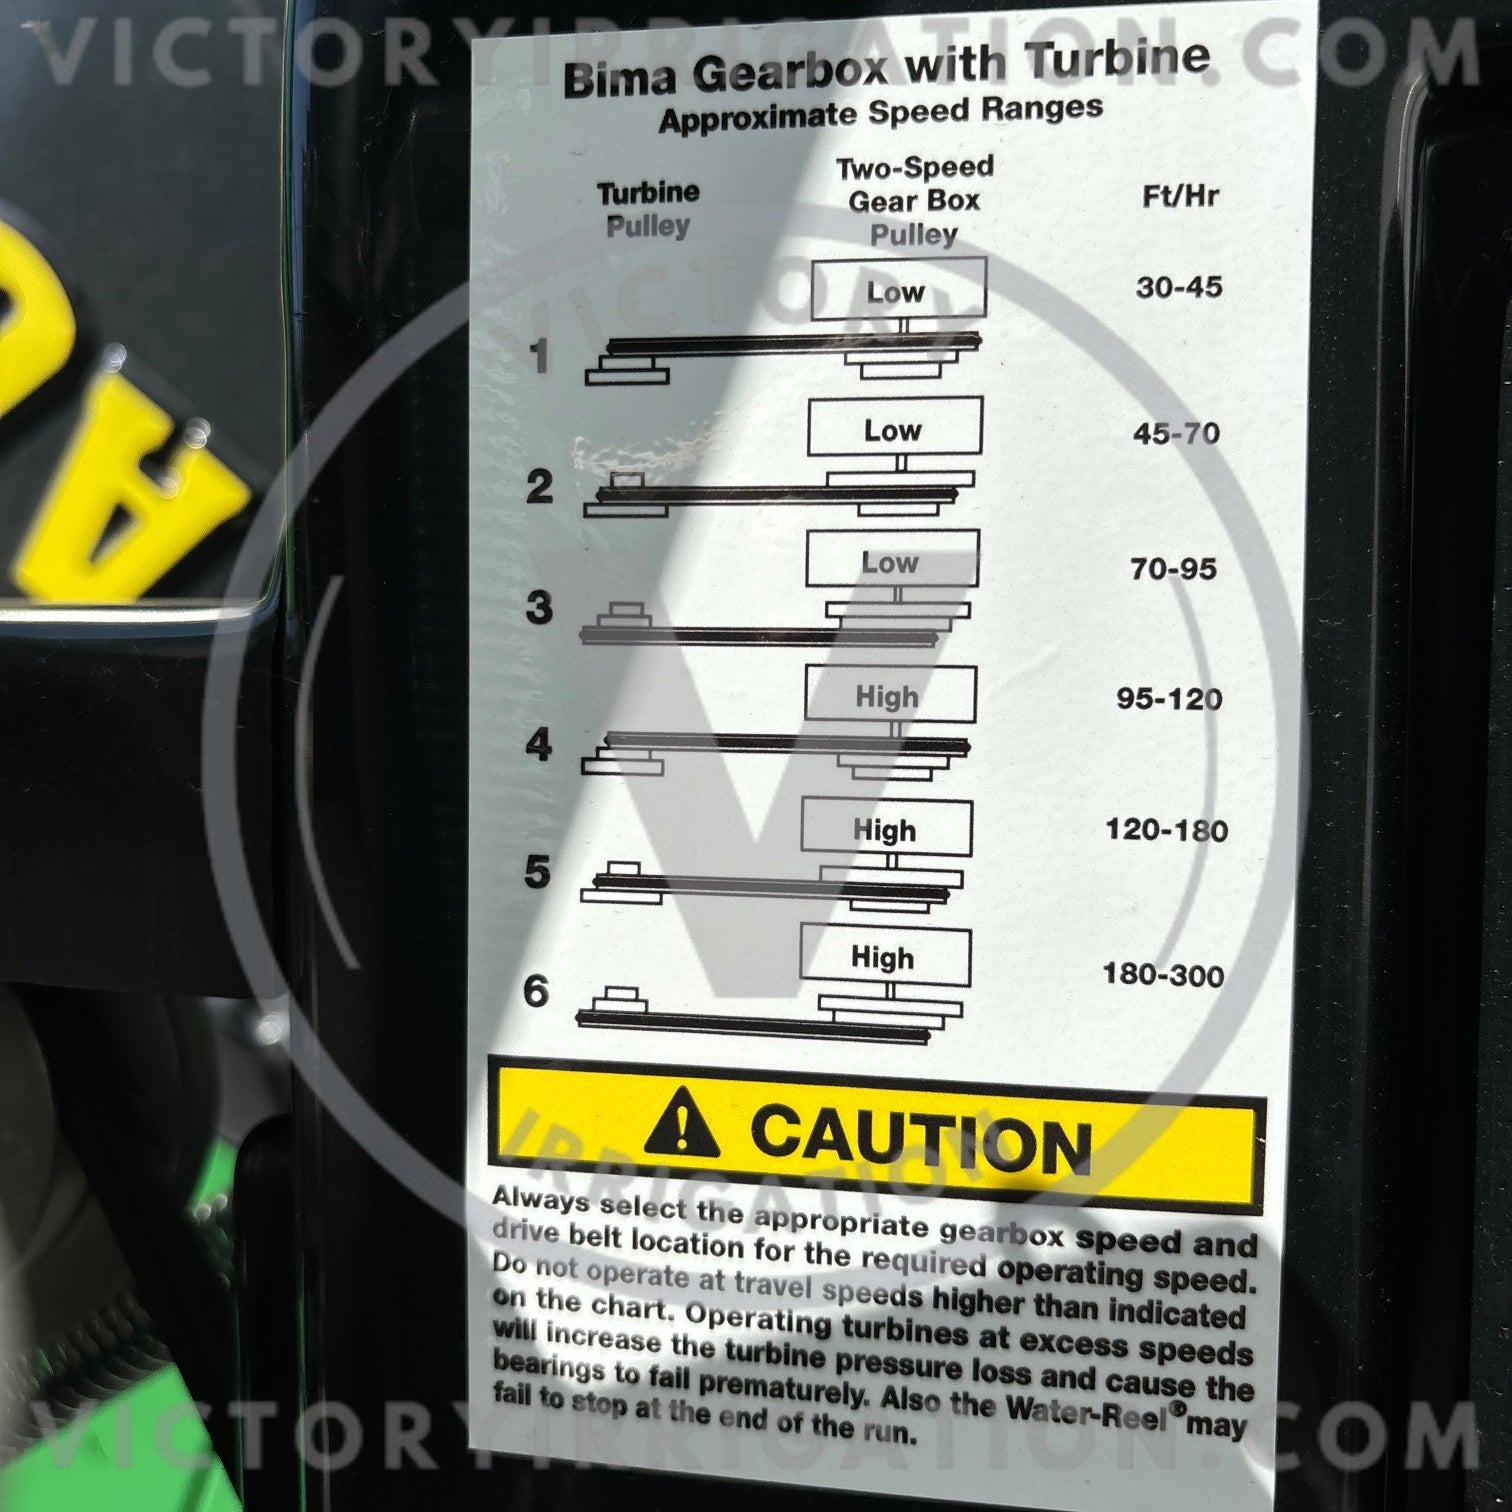 VICTORYIRRIGATION.COM
Bima Gearbox with Turbine
Approximate Speed Ranges
Turbine
Pulley
Two-Speed
Gear Box
Pulley
Ft/Hr
VICTORY
1 Low 30-45
2 Low 45-70
3 Low 70-95
4 High 95-120
5 High 120-180
6 High 180-300
V
CAUTION
IRRIGATION
Always select the appropriate gearbox speed and
drive belt location for the required operating speed.
Do not operate at travel speeds higher than indicated
on the chart. Operating turbines at excess speeds
will increase the turbine pressure loss and cause the
bearings to fail prematurely. Also the Water-Reel® may
fail to stop at the end of the run.
VICTORYIRRIGATION.COM